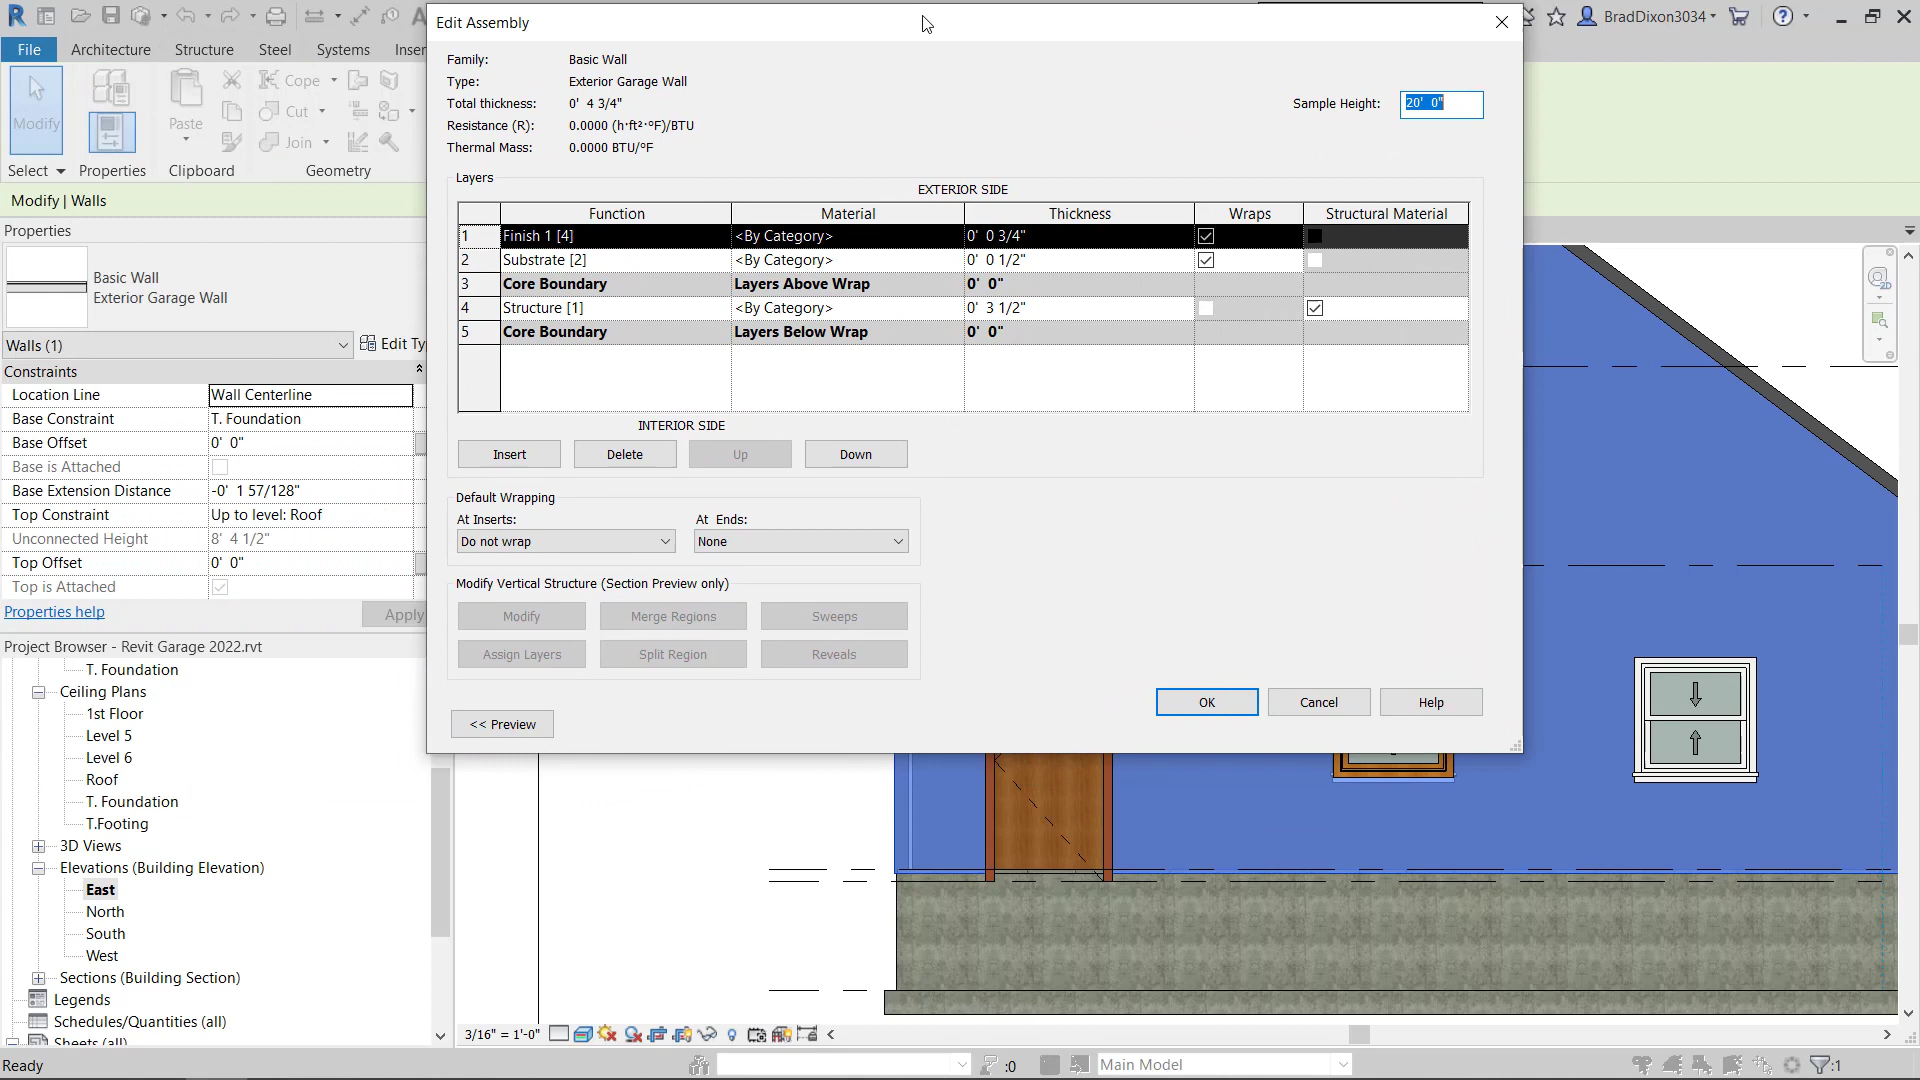 Edit Assembly
BradDixon3034
File
Architecture
Structure
Steel
Systems
Inser
Modify
Paste
Cope
Cut
Join
Select
Properties
Clipboard
Geometry
Modify | Walls
Properties
Basic Wall
Exterior Garage Wall
Walls (1)
Edit Ty
Constraints
Location Line Wall Centerline
Base Constraint T. Foundation
Base Offset 0' 0"
Base is Attached
Base Extension Distance -0' 1 57/128"
Top Constraint Up to level: Roof
Unconnected Height 8' 4 1/2"
Top Offset 0' 0"
Top is Attached
Properties help
Apply
Project Browser - Revit Garage 2022.rvt
T. Foundation
Ceiling Plans
1st Floor
Level 5
Level 6
Roof
T. Foundation
T.Footing
3D Views
Elevations (Building Elevation)
East
North
South
West
Sections (Building Section)
Legends
Schedules/Quantities (all)
Sheets (all)
Ready
Family: Basic Wall
Type: Exterior Garage Wall
Total thickness: 0' 4 3/4"
Resistance (R): 0.0000 (h·ft²·°F)/BTU
Thermal Mass: 0.0000 BTU/°F
Sample Height: 20' 0"
Layers
EXTERIOR SIDE
Function Material Thickness Wraps Structural Material
1 Finish 1 [4] <By Category> 0' 0 3/4"
2 Substrate [2] <By Category> 0' 0 1/2"
3 Core Boundary Layers Above Wrap 0' 0"
4 Structure [1] <By Category> 0' 3 1/2"
5 Core Boundary Layers Below Wrap 0' 0"
INTERIOR SIDE
Insert Delete Up Down
Default Wrapping
At Inserts: At Ends:
Do not wrap None
Modify Vertical Structure (Section Preview only)
Modify Merge Regions Sweeps
Assign Layers Split Region Reveals
OK Cancel Help
<< Preview
2D
3/16" = 1'-0"
:0
Main Model
:1